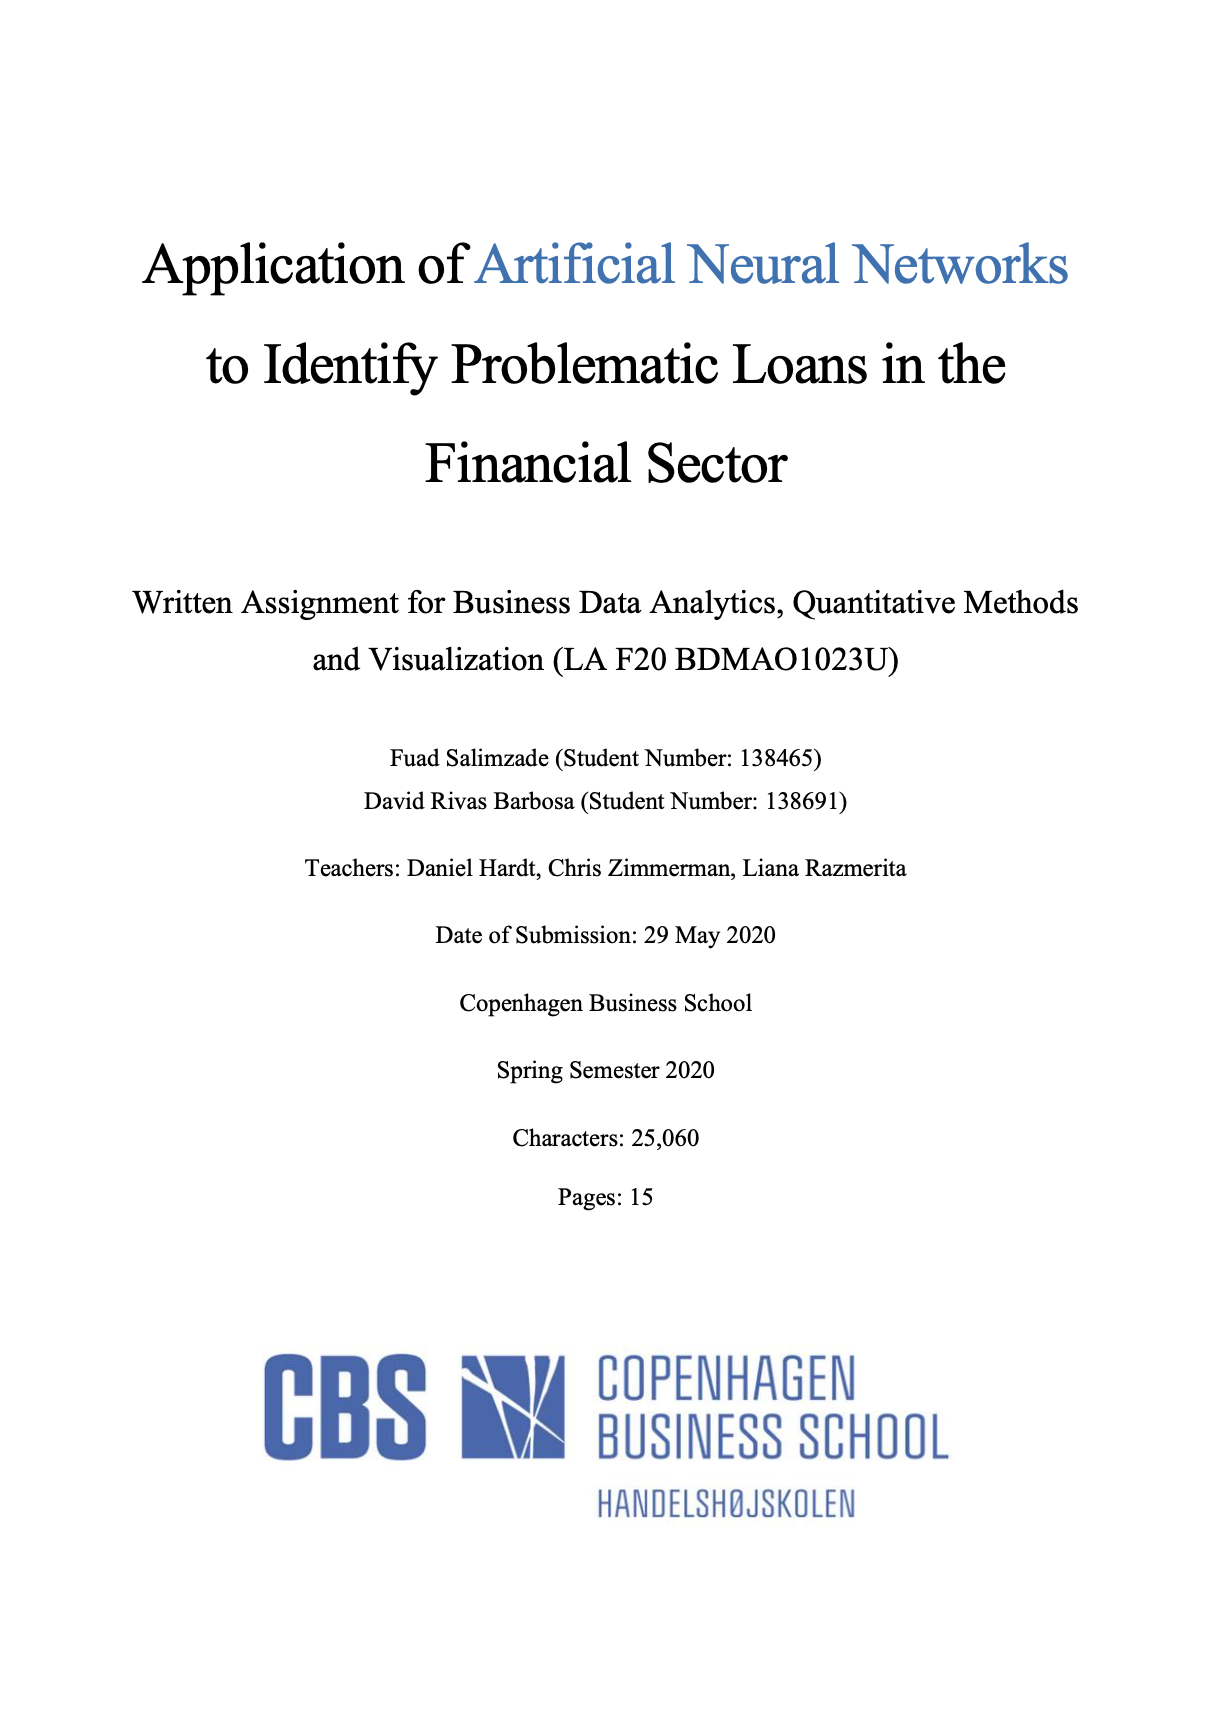 Application of Artificial Neural Networks
to Identify Problematic Loans in the
Financial Sector
Written Assignment for Business Data Analytics, Quantitative Methods
and Visualization (LA F20 BDMAO1023U)
Fuad Salimzade (Student Number: 138465)
David Rivas Barbosa (Student Number: 138691)
Teachers: Daniel Hardt, Chris Zimmerman, Liana Razmerita
Date of Submission: 29 May 2020
Copenhagen Business School
Spring Semester 2020
Characters: 25,060
Pages: 15
CBS
COPENHAGEN
BUSINESS SCHOOL
HANDELSHØJSKOLEN